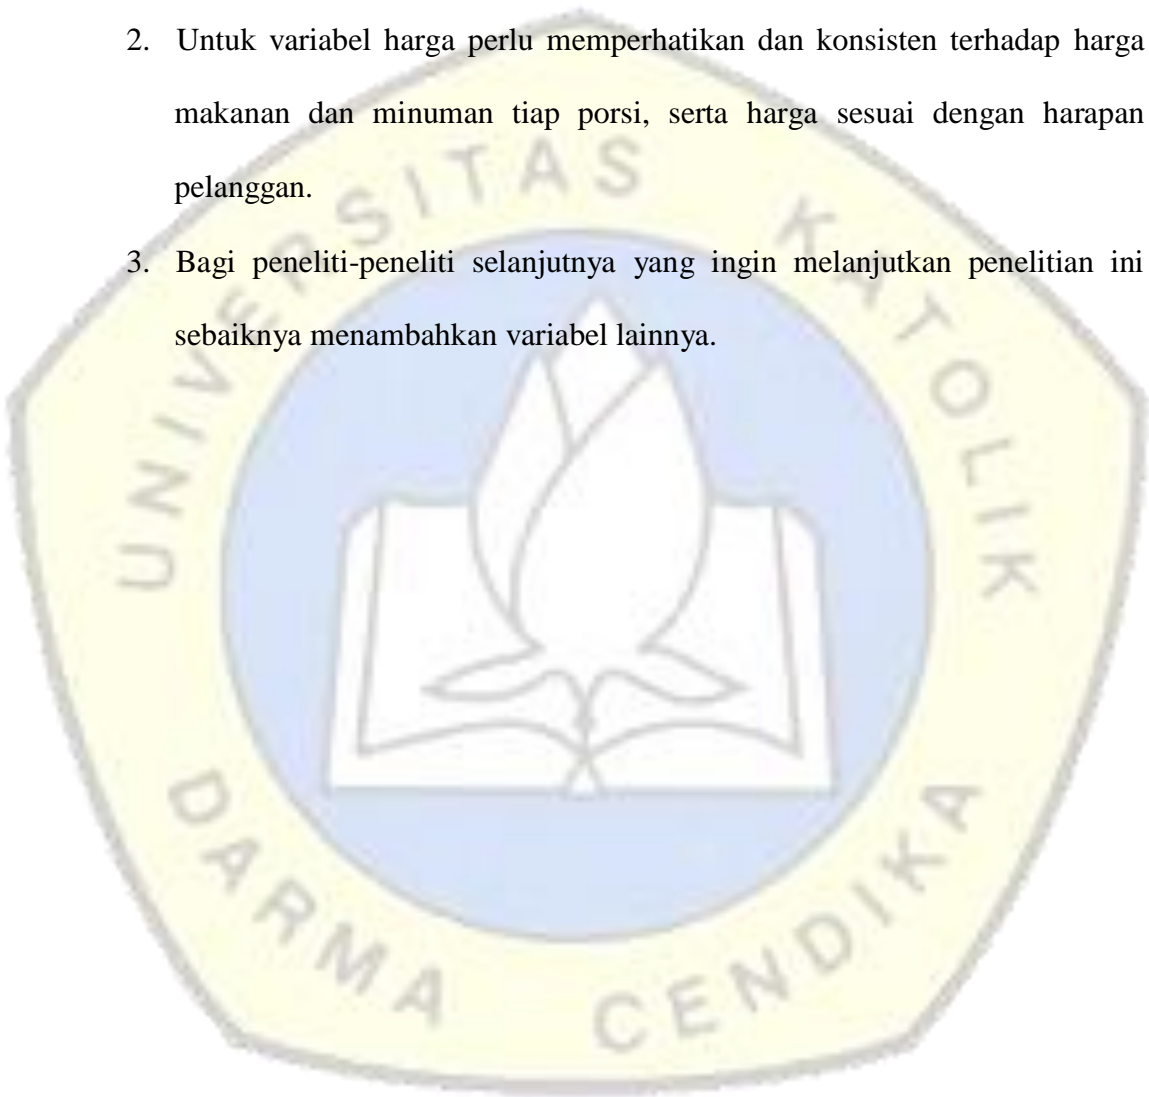 2. Untuk variabel harga perlu memperhatikan dan konsisten terhadap harga
makanan dan minuman tiap porsi, serta harga sesuai dengan harapan
pelanggan.
3. Bagi peneliti-peneliti selanjutnya yang ingin melanjutkan penelitian ini
sebaiknya menambahkan variabel lainnya.
UNIVERSITAS KATOLIK
DARMA CENDIKA